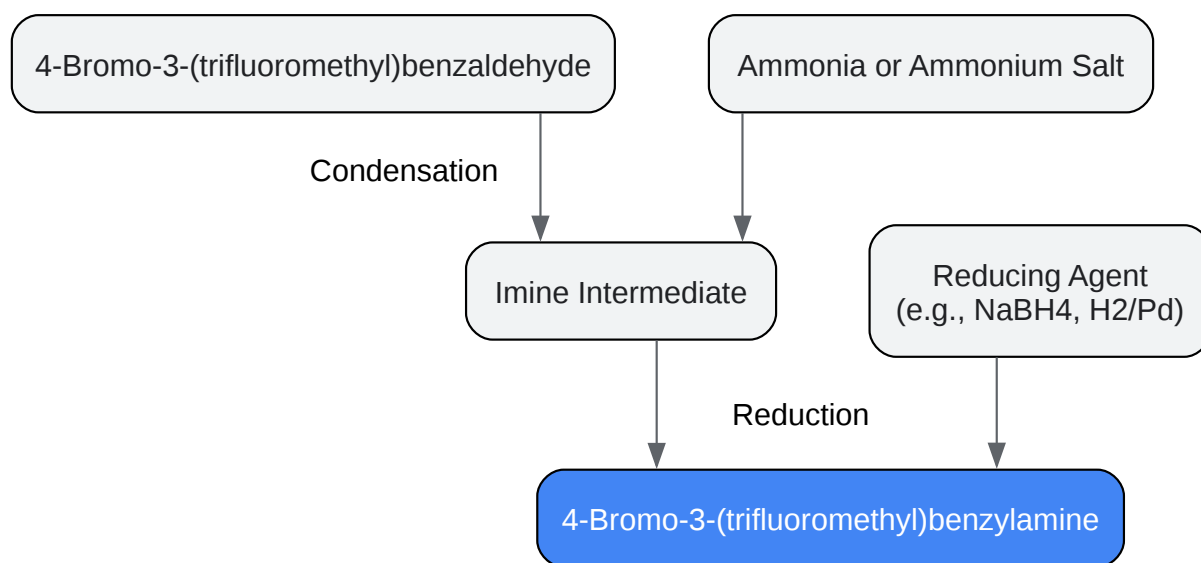 4-Bromo-3-(trifluoromethyl)benzaldehyde
Ammonia or Ammonium Salt
Condensation
Imine Intermediate
Reducing Agent
(e.g., NaBH4, H2/Pd)
Reduction
4-Bromo-3-(trifluoromethyl)benzylamine